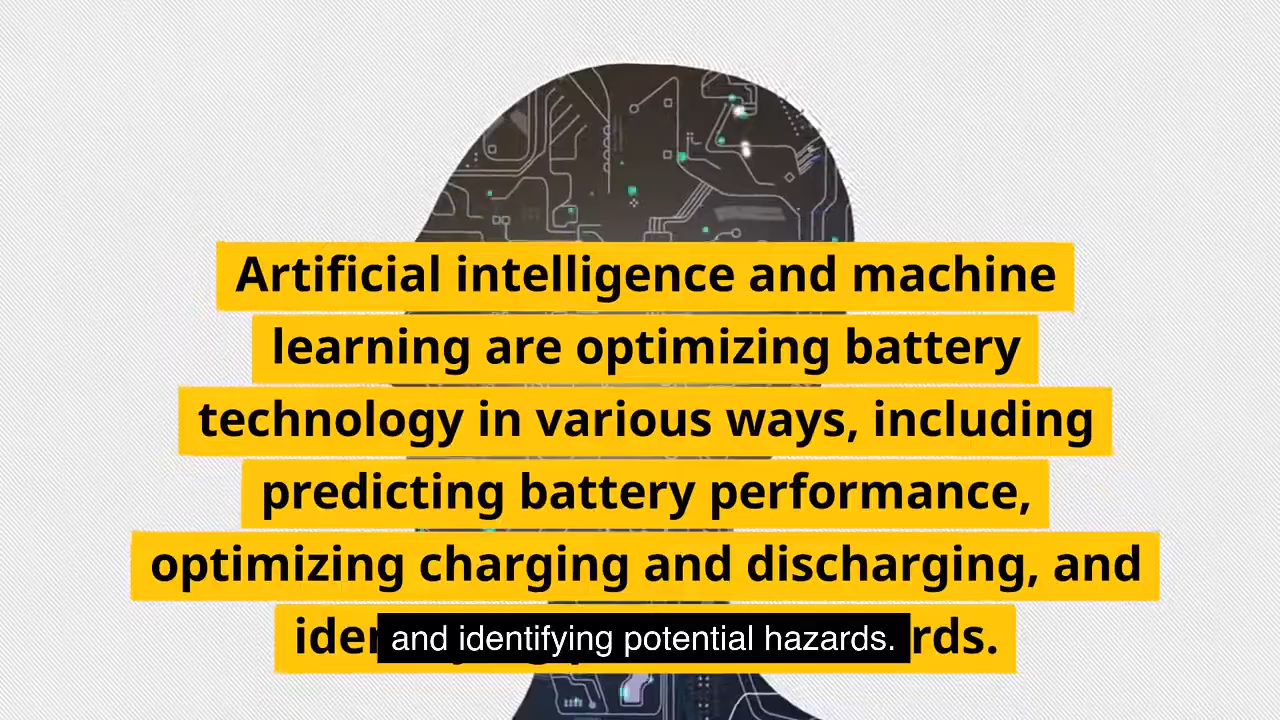 Artificial intelligence and machine
learning are optimizing battery
technology in various ways, including
predicting battery performance,
optimizing charging and discharging, and
and identifying potential hazards.